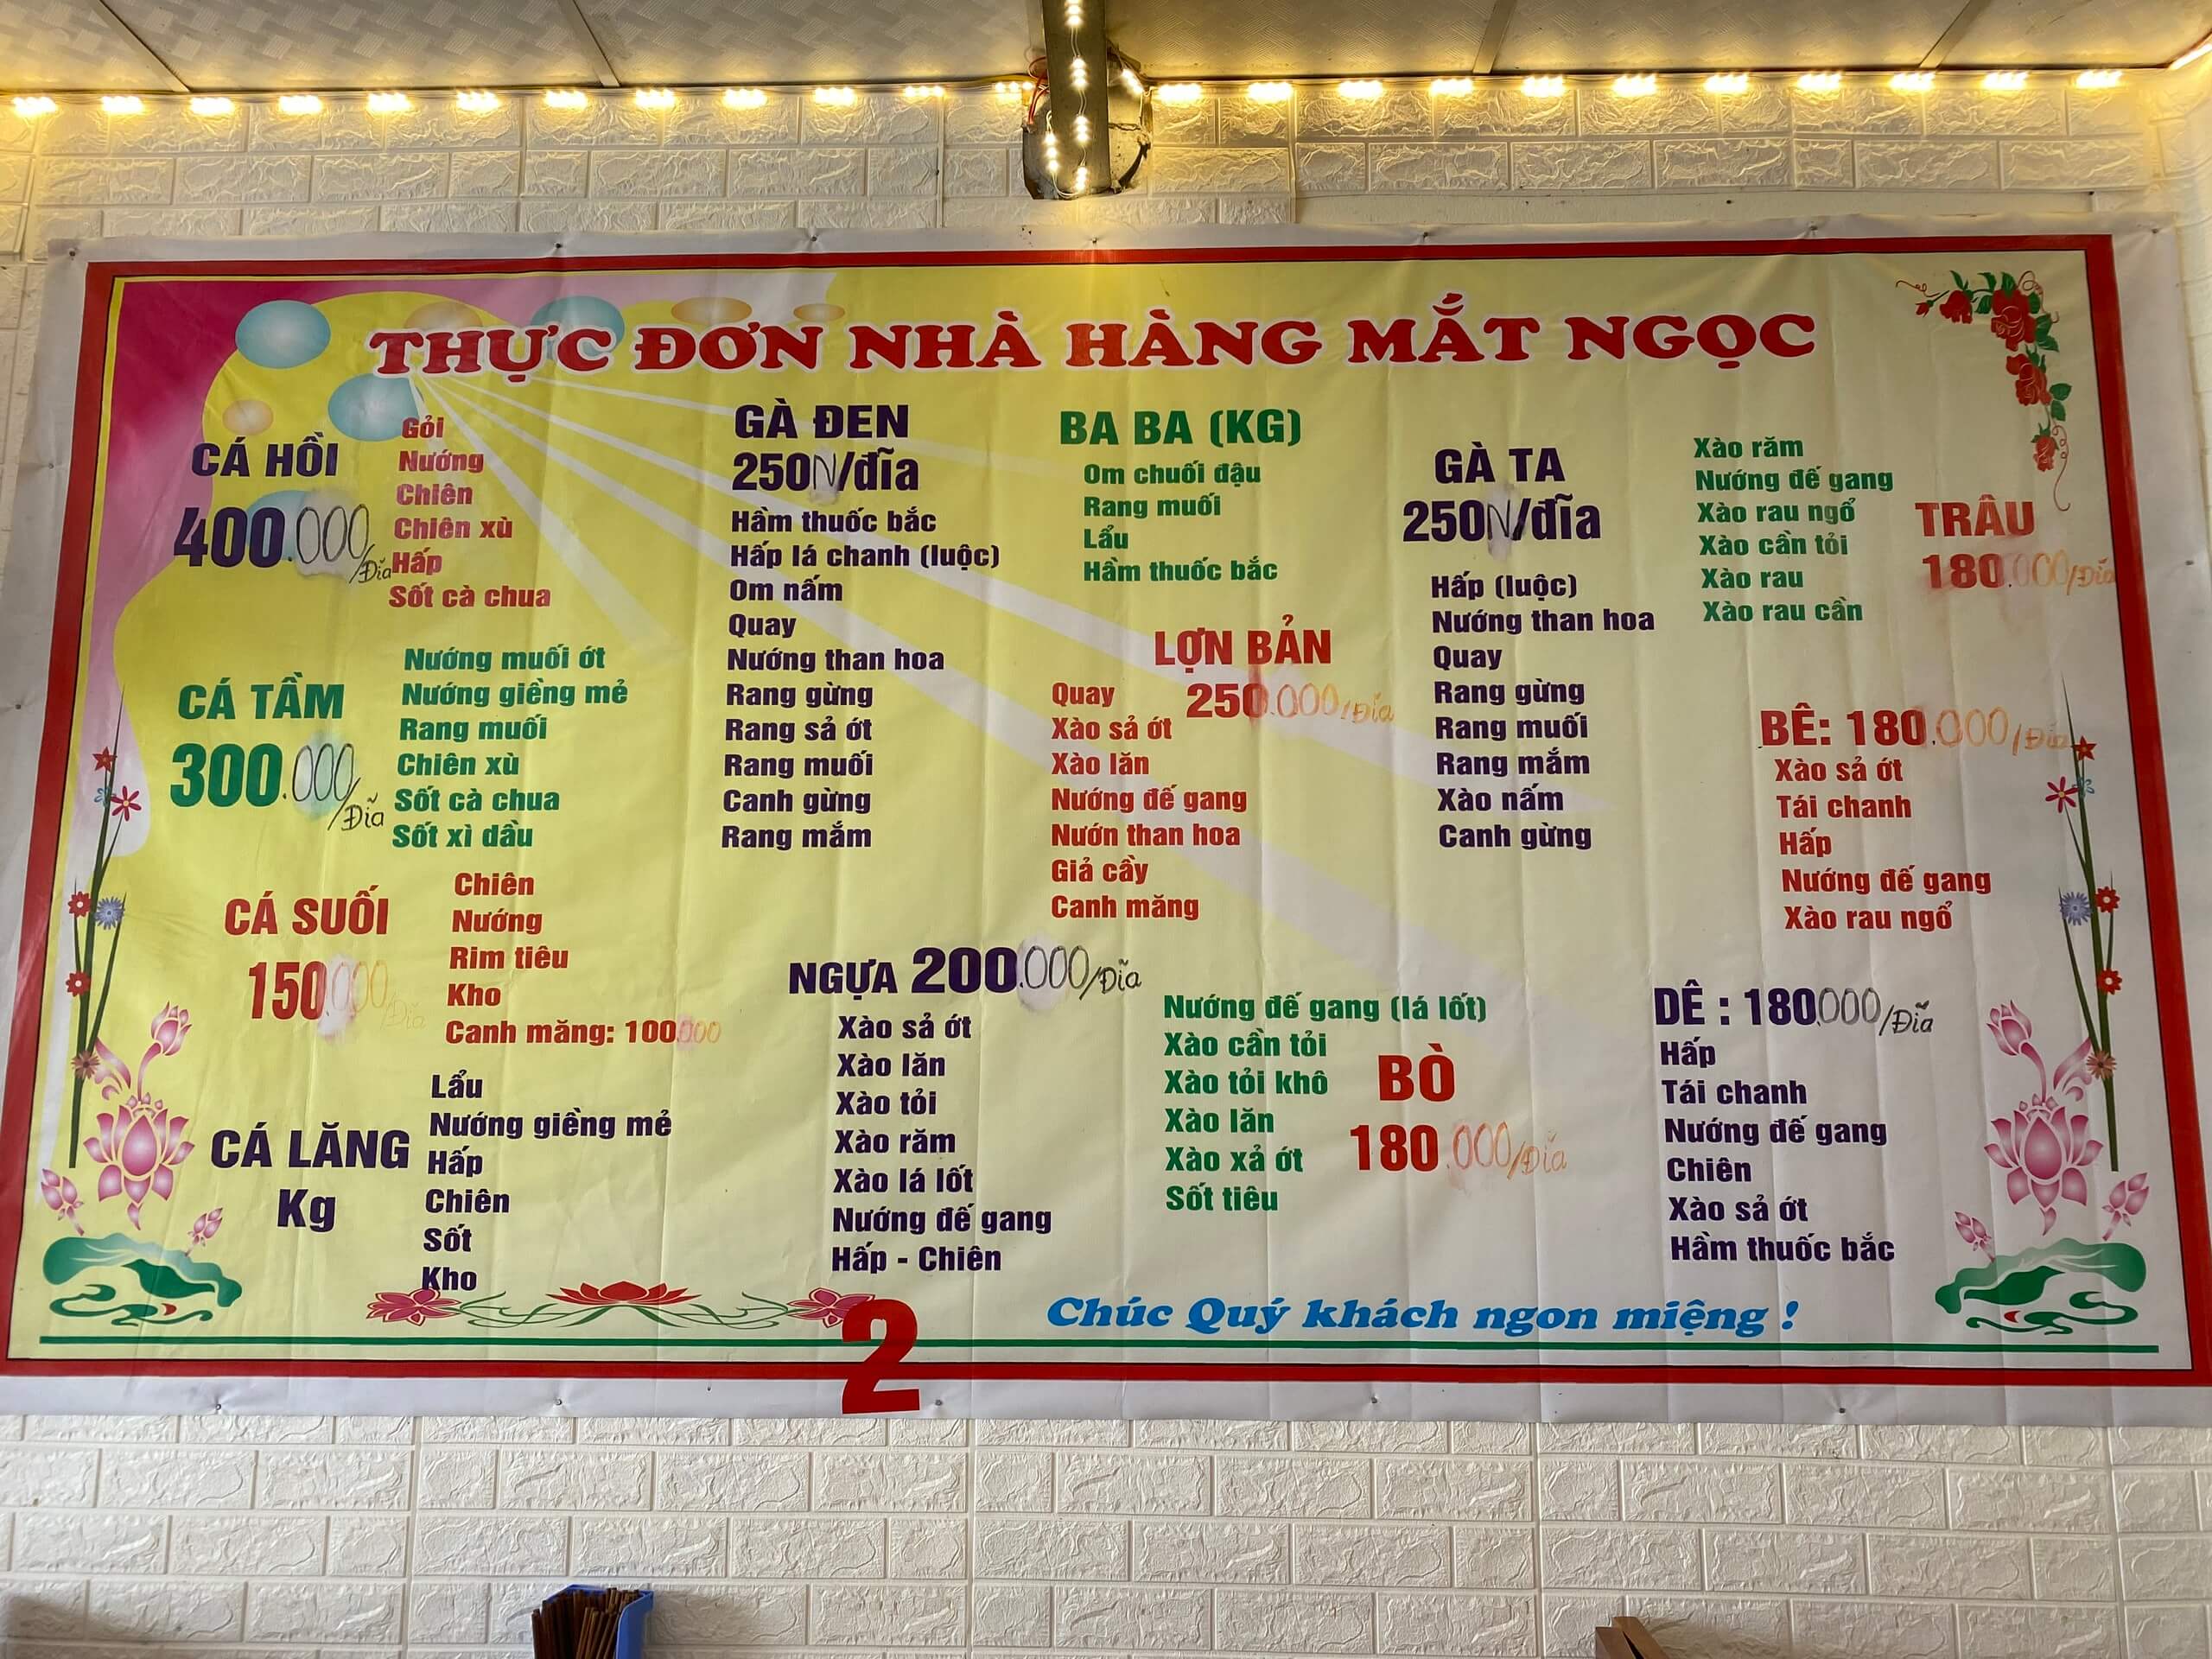 THỰC ĐƠN NHÀ HÀNG MẮT NGỌC
CÁ HỒI
400.000/Đĩa
Gỏi
Nướng
Chiên
Chiên xù
Hấp
Sốt cà chua
CÁ TẦM
300.000/Đĩa
Nướng muối ớt
Nướng giềng mẻ
Rang muối
Chiên xù
Sốt cà chua
Sốt xì dầu
CÁ SUỐI
150.000/Đĩa
Chiên
Nướng
Rim tiêu
Kho
Canh măng: 100.000
CÁ LĂNG
Kg
Lẩu
Nướng giềng mẻ
Hấp
Chiên
Sốt
Kho
GÀ ĐEN
250N/đĩa
Hầm thuốc bắc
Hấp lá chanh (luộc)
Om nấm
Quay
Nướng than hoa
Rang gừng
Rang sả ớt
Rang muối
Canh gừng
Rang mắm
NGỰA 200.000/Đĩa
Xào sả ớt
Xào lăn
Xào tỏi
Xào răm
Xào lá lốt
Nướng đế gang
Hấp - Chiên
BA BA (KG)
Om chuối đậu
Rang muối
Lẩu
Hầm thuốc bắc
LỢN BẢN
250.000/Đĩa
Quay
Xào sả ớt
Xào lăn
Nướng đế gang
Nướn than hoa
Giả cầy
Canh măng
Nướng đế gang (lá lốt)
Xào cần tỏi
Xào tỏi khô
Xào lăn
Xào xả ớt
Sốt tiêu
BÒ
180.000/Đĩa
GÀ TA
250N/đĩa
Hấp (luộc)
Nướng than hoa
Quay
Rang gừng
Rang muối
Rang mắm
Xào nấm
Canh gừng
Xào răm
Nướng đế gang
Xào rau ngổ
Xào cần tỏi
Xào rau
Xào rau cần
TRÂU
180.000/Đĩa
BÊ: 180.000/Đĩa
Xào sả ớt
Tái chanh
Hấp
Nướng đế gang
Xào rau ngổ
DÊ : 180.000/Đĩa
Hấp
Tái chanh
Nướng đế gang
Chiên
Xào sả ớt
Hầm thuốc bắc
Chúc Quý khách ngon miệng !
2